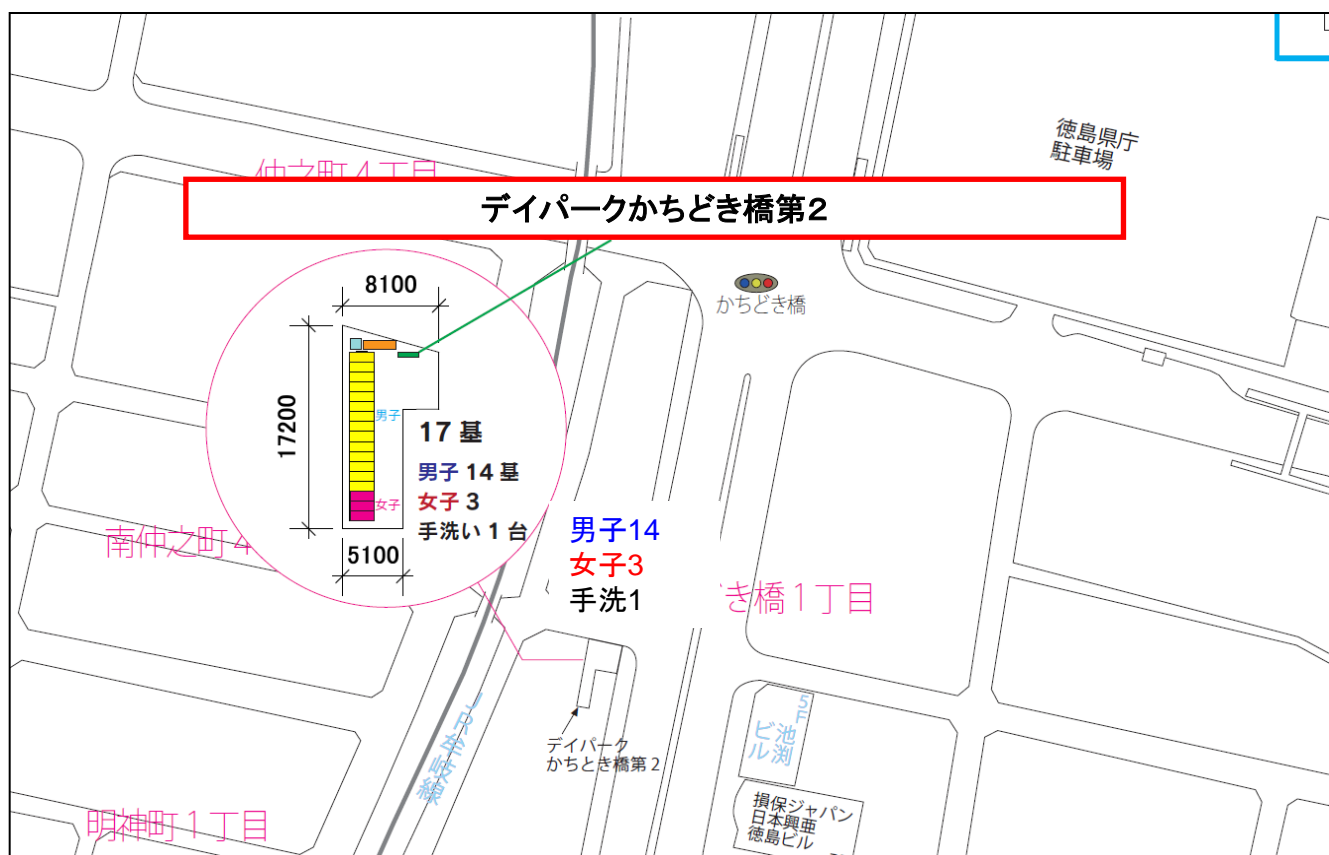 徳島県庁
駐車場
仲之町４丁目
デイパークかちどき橋第２
かちどき橋
8100
17200
男子
17 基
男子 14 基
女子
女子 3
手洗い 1 台
5100
南仲之町４
男子14
女子3
手洗1
き橋１丁目
JR牟岐線
デイパーク
かちとき橋第２
5F
池渕
ビル
損保ジャパン
日本興亜
徳島ビル
明神町１丁目